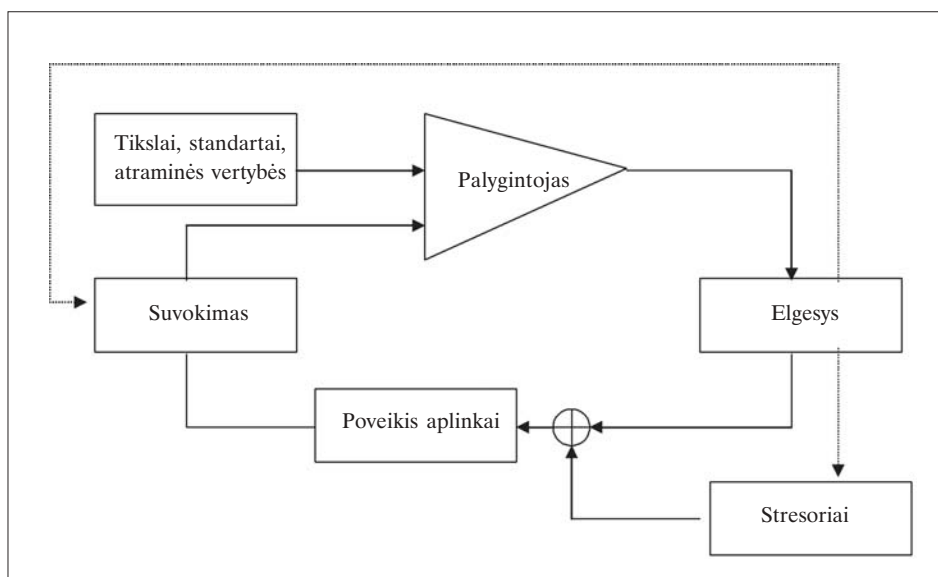 Tikslai, standartai,
atraminės vertybės
Palygintojas
Suvokimas
Elgesys
Poveikis aplinkai
Stresoriai